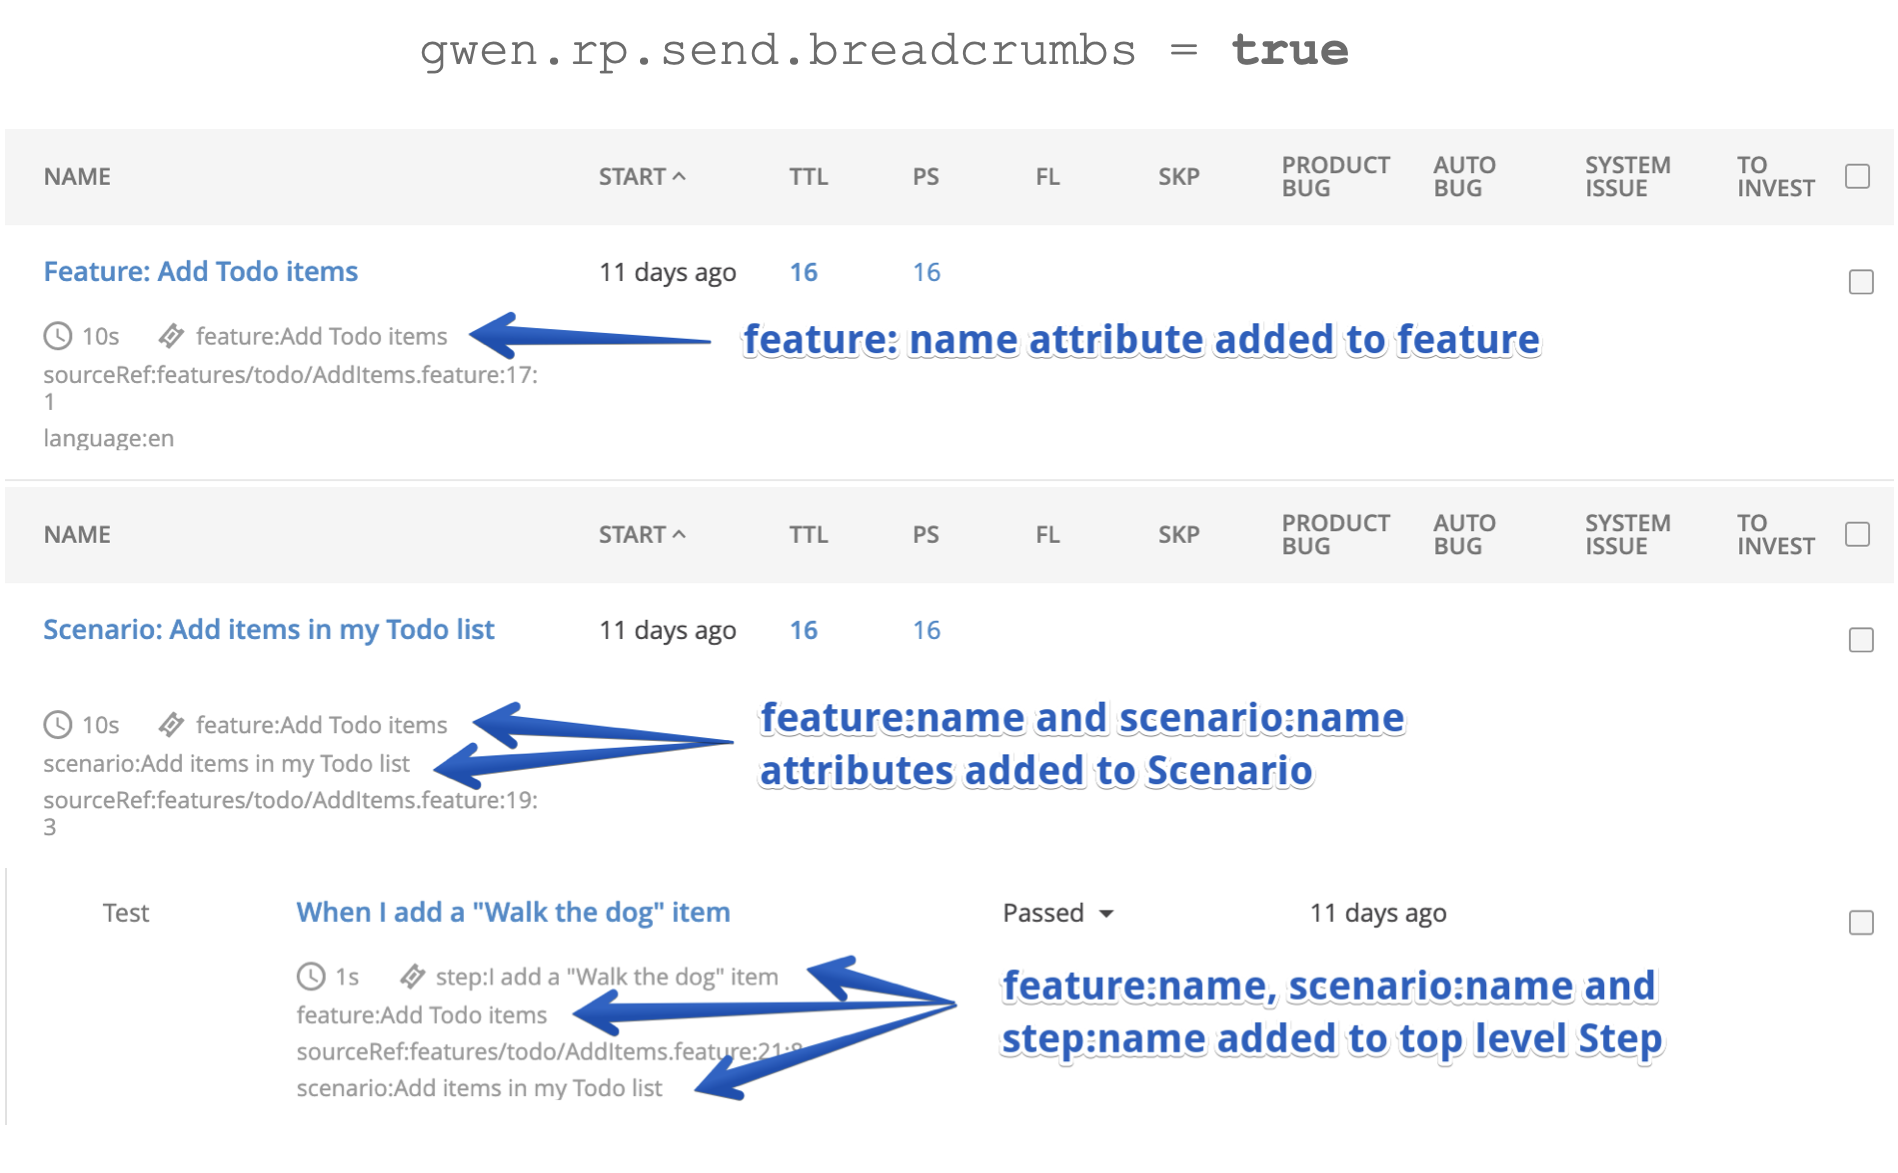 gwen.rp.send.breadcrumbs = true
NAME START TTL PS FL SKP PRODUCT BUG AUTO BUG SYSTEM ISSUE TO INVEST
Feature: Add Todo items 11 days ago 16 16
10s feature:Add Todo items
feature: name attribute added to feature
sourceRef:features/todo/AddItems.feature:17:
1
language:en
NAME START TTL PS FL SKP PRODUCT BUG AUTO BUG SYSTEM ISSUE TO INVEST
Scenario: Add items in my Todo list 11 days ago 16 16
10s feature:Add Todo items
scenario:Add items in my Todo list
feature:name and scenario:name
attributes added to Scenario
sourceRef:features/todo/AddItems.feature:19:
3
Test When I add a "Walk the dog" item Passed 11 days ago
1s step:I add a "Walk the dog" item
feature:Add Todo items
feature:name, scenario:name and
step:name added to top level Step
sourceRef:features/todo/AddItems.feature:21:
scenario:Add items in my Todo list